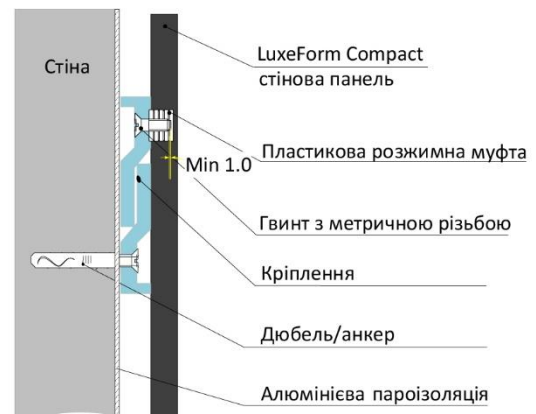 Стіна
LuxeForm Compact
стінова панель
Пластикова розжимна муфта
Min 1.0
Гвинт з метричною різьбою
Кріплення
Дюбель/анкер
Алюмінієва пароізоляція